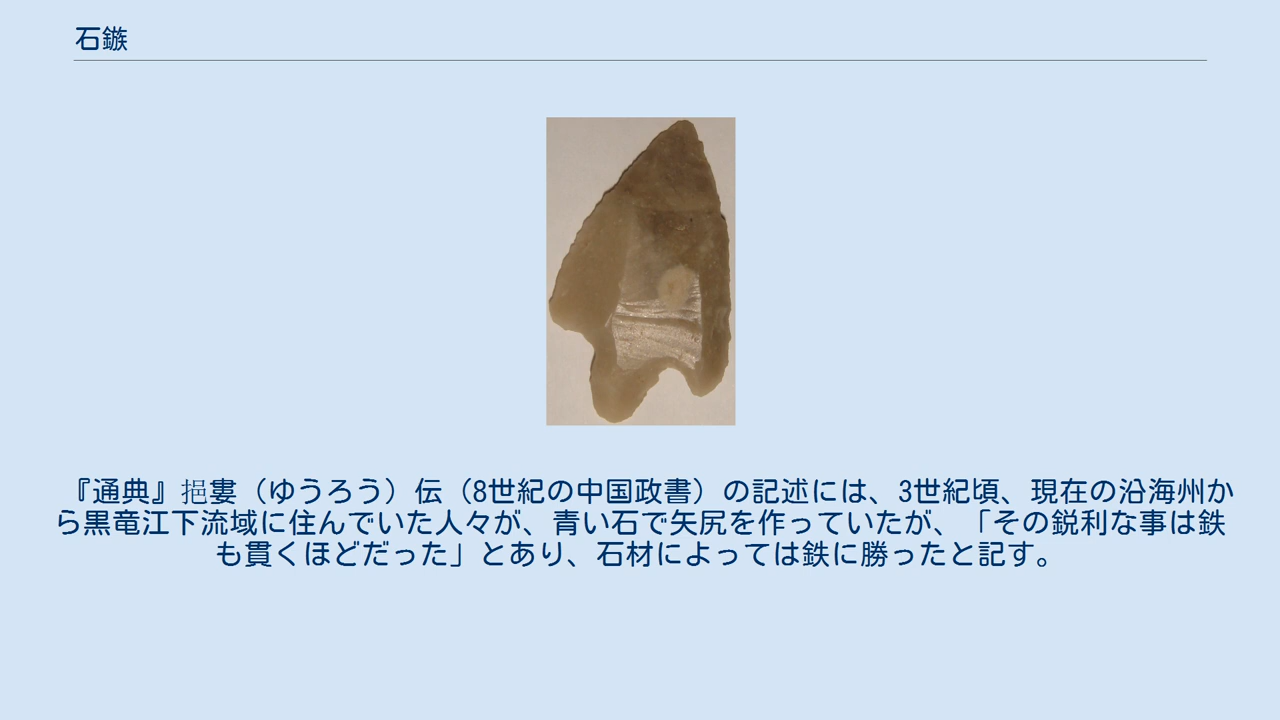 石鏃
『通典』挹婁（ゆうろう）伝（8世紀の中国政書）の記述には、3世紀頃、現在の沿海州か
ら黒竜江下流域に住んでいた人々が、青い石で矢尻を作っていたが、「その鋭利な事は鉄
も貫くほどだった」とあり、石材によっては鉄に勝ったと記す。